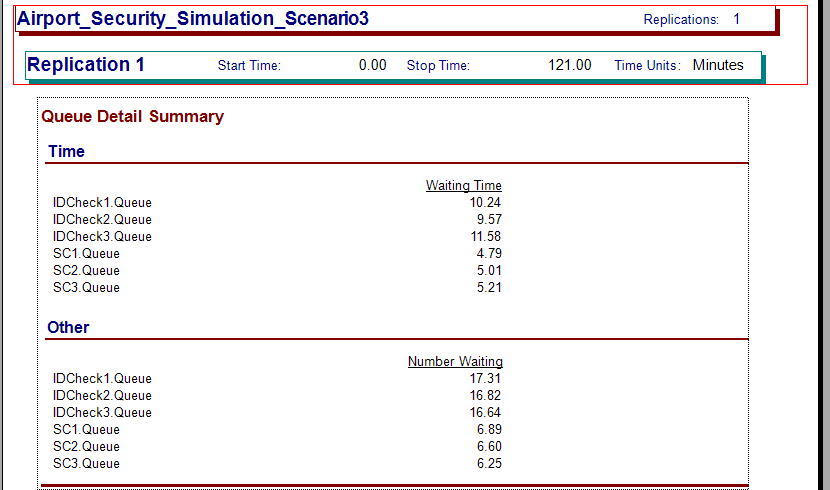 Airport_Security_Simulation_Scenario3 Replications: 1
Replication 1 Start Time: 0.00 Stop Time: 121.00 Time Units: Minutes
Queue Detail Summary
Time
Waiting Time
IDCheck1.Queue 10.24
IDCheck2.Queue 9.57
IDCheck3.Queue 11.58
SC1.Queue 4.79
SC2.Queue 5.01
SC3.Queue 5.21
Other
Number Waiting
IDCheck1.Queue 17.31
IDCheck2.Queue 16.82
IDCheck3.Queue 16.64
SC1.Queue 6.89
SC2.Queue 6.60
SC3.Queue 6.25